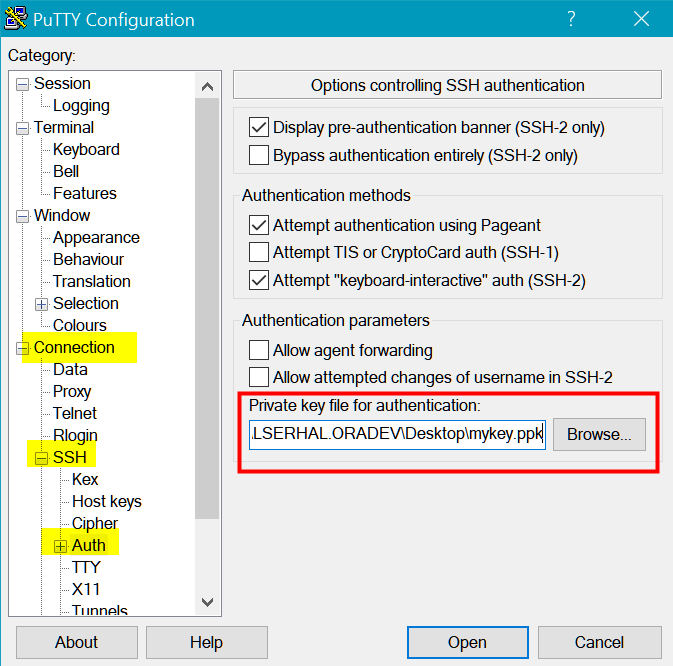 PuTTY Configuration
?
Category:
Session
Logging
Terminal
Keyboard
Bell
Features
Window
Appearance
Behaviour
Translation
Selection
Colours
Connection
Data
Proxy
Telnet
Rlogin
SSH
Kex
Host keys
Cipher
Auth
TTY
X11
Tunnels
Options controlling SSH authentication
Display pre-authentication banner (SSH-2 only)
Bypass authentication entirely (SSH-2 only)
Authentication methods
Attempt authentication using Pageant
Attempt TIS or CryptoCard auth (SSH-1)
Attempt "keyboard-interactive" auth (SSH-2)
Authentication parameters
Allow agent forwarding
Allow attempted changes of username in SSH-2
Private key file for authentication:
\LSERHAL.ORADEV\Desktop\mykey.ppk Browse...
About Help Open Cancel